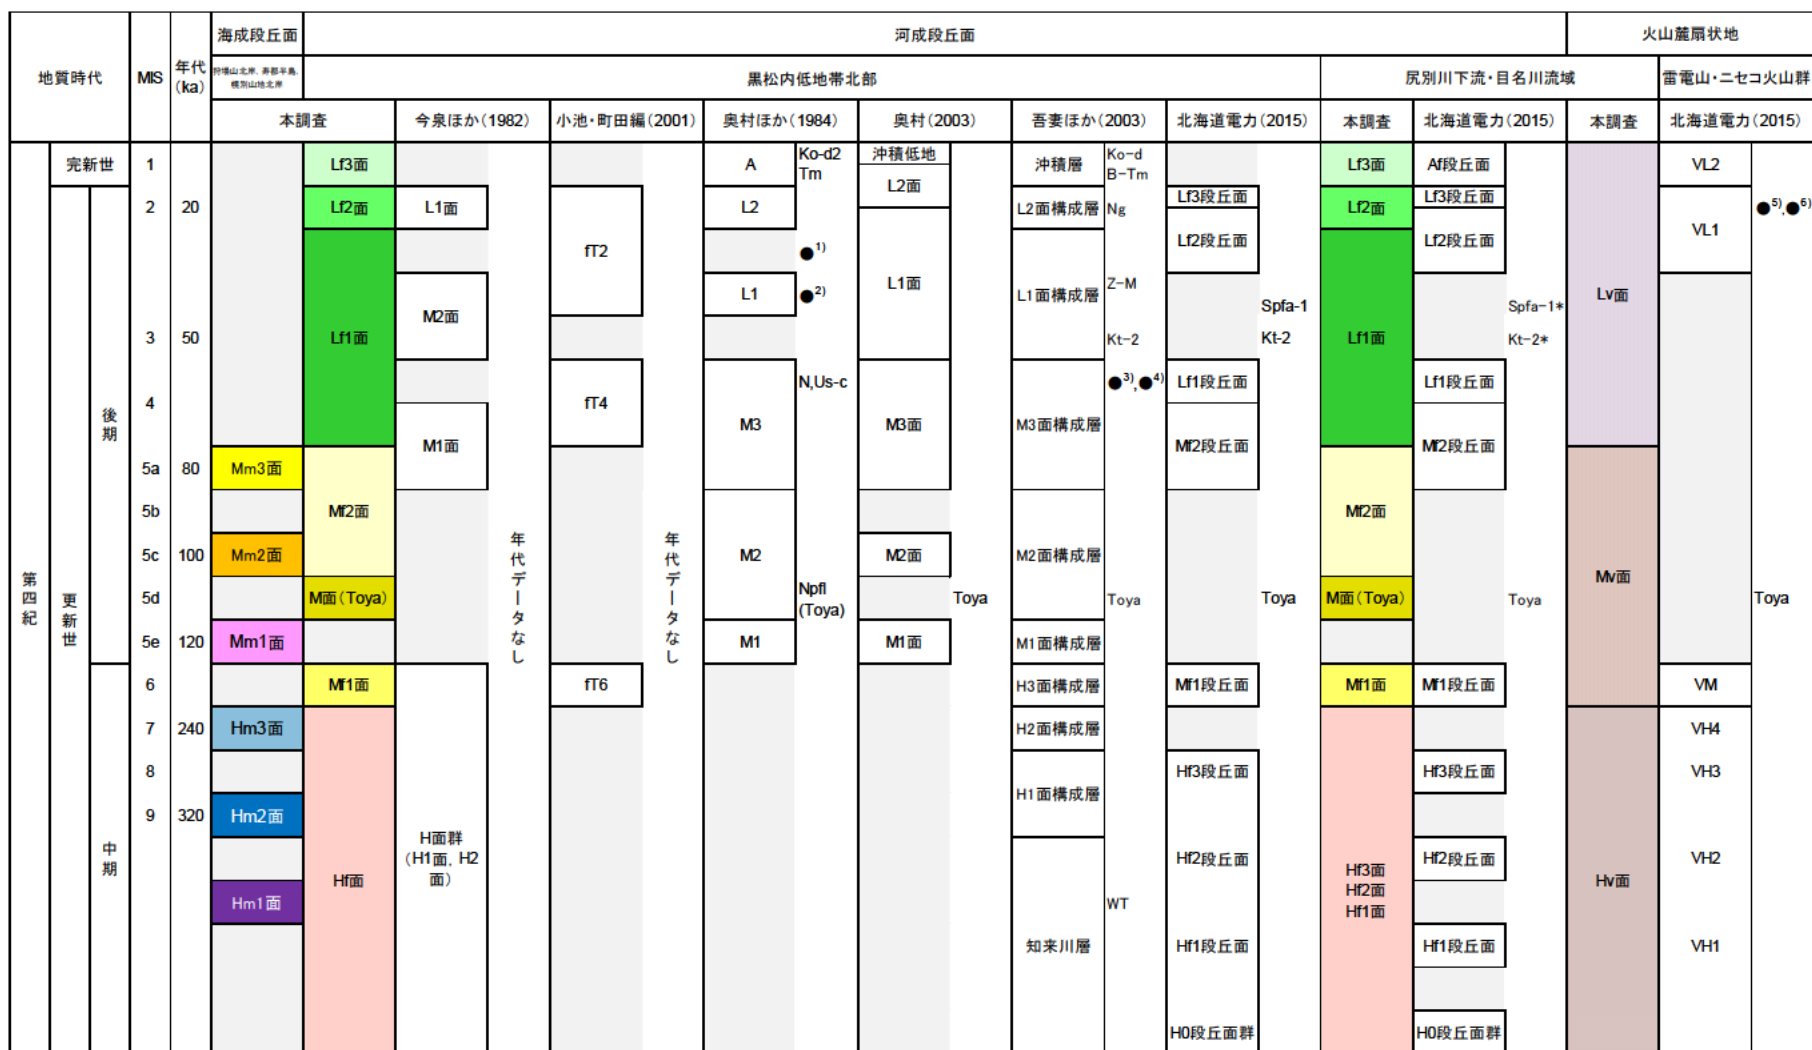 海成段丘面 河成段丘面 火山麓扇状地
地質時代 MIS 年代
(ka)
狩場山北岸, 寿都半島,
幌別山地北岸
黒松内低地帯北部 尻別川下流・目名川流域 雷電山・ニセコ火山群
本調査 今泉ほか(1982) 小池・町田編(2001) 奥村ほか(1984) 奥村(2003) 吾妻ほか(2003) 北海道電力(2015) 本調査 北海道電力(2015) 本調査 北海道電力(2015)
完新世 1 Lf3面 A Ko-d2
Tm
沖積低地 沖積層 Ko-d
B-Tm
Lf3面 Af段丘面 VL2
L2面
2 20 Lf2面 L1面 L2 L2面構成層 Ng Lf3段丘面 Lf2面 Lf3段丘面 ●5),●6)
fT2 ●1) Lf2段丘面 Lf2段丘面 VL1
M2面 L1 ●2) L1面 L1面構成層 Z-M Spfa-1 Spfa-1* Lv面
3 50 Lf1面 Kt-2 Kt-2 Lf1面 Kt-2*
N,Us-c ●3),●4) Lf1段丘面 Lf1段丘面
4 fT4
M1面 M3 M3面 M3面構成層 Mf2段丘面 Mf2段丘面
5a 80 Mm3面
5b Mf2面 Mf2面
5c 100 Mm2面 M2 M2面 M2面構成層
5d M面(Toya) Npfl
(Toya)
Toya Toya Toya M面(Toya) Toya Mv面 Toya
5e 120 Mm1面 M1 M1面 M1面構成層
6 Mf1面 fT6 H3面構成層 Mf1段丘面 Mf1面 Mf1段丘面 VM
7 240 Hm3面 H2面構成層 VH4
8 Hf3段丘面 Hf3段丘面 VH3
H1面構成層
9 320 Hm2面
H面群
(H1面, H2
面)
Hf2段丘面 Hf2段丘面 VH2
Hf面 Hf3面
Hf2面
Hf1面
Hv面
Hm1面 WT
知来川層 Hf1段丘面 Hf1段丘面 VH1
H0段丘面群 H0段丘面群
第四紀
更新世
後期
中期
年代データなし
年代データなし